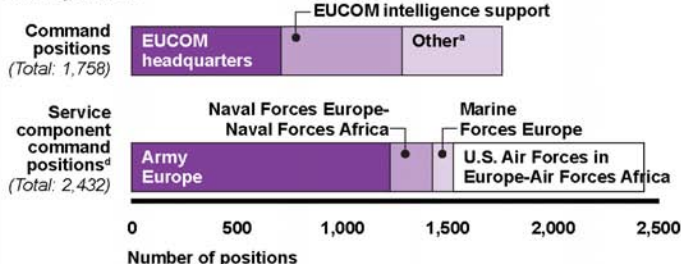 EUCOM intelligence support
Command
positions
(Total: 1,758)
EUCOM
headquarters
Otherª
Service
component
command
positionsᵈ
(Total: 2,432)
Naval Forces Europe-
Naval Forces Africa
Marine
Forces Europe
Army
Europe
U.S. Air Forces in
Europe-Air Forces Africa
0 500 1,000 1,500 2,000 2,500
Number of positions